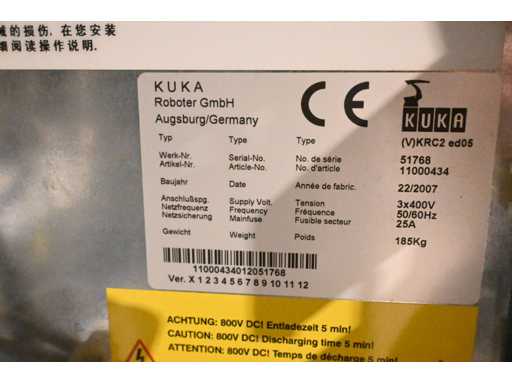 的损伤, 在您安装
阅读操作说明.
KUKA
Roboter GmbH
Augsburg/Germany
CE
KUKA
Typ Type Type (V)KRC2 ed05
Werk-Nr. Serial-No. No. de série 51768
Artikel-Nr. Article-No. No. d'article 11000434
Baujahr Date Année de fabric. 22/2007
Anschlußspg. Supply Volt. Tension 3x400V
Netzfrequenz Frequency Fréquence 50/60Hz
Netzsicherung Mainfuse Fusible secteur 25A
Gewicht Weight Poids 185Kg
11000434012051768
Ver. X 1 2 3 4 5 6 7 8 9 10 11 12
ACHTUNG: 800V DC! Entladezeit 5 min!
CAUTION: 800V DC! Discharging time 5 min!
ATTENTION: 800V DC! Temps de décharge 5 min!